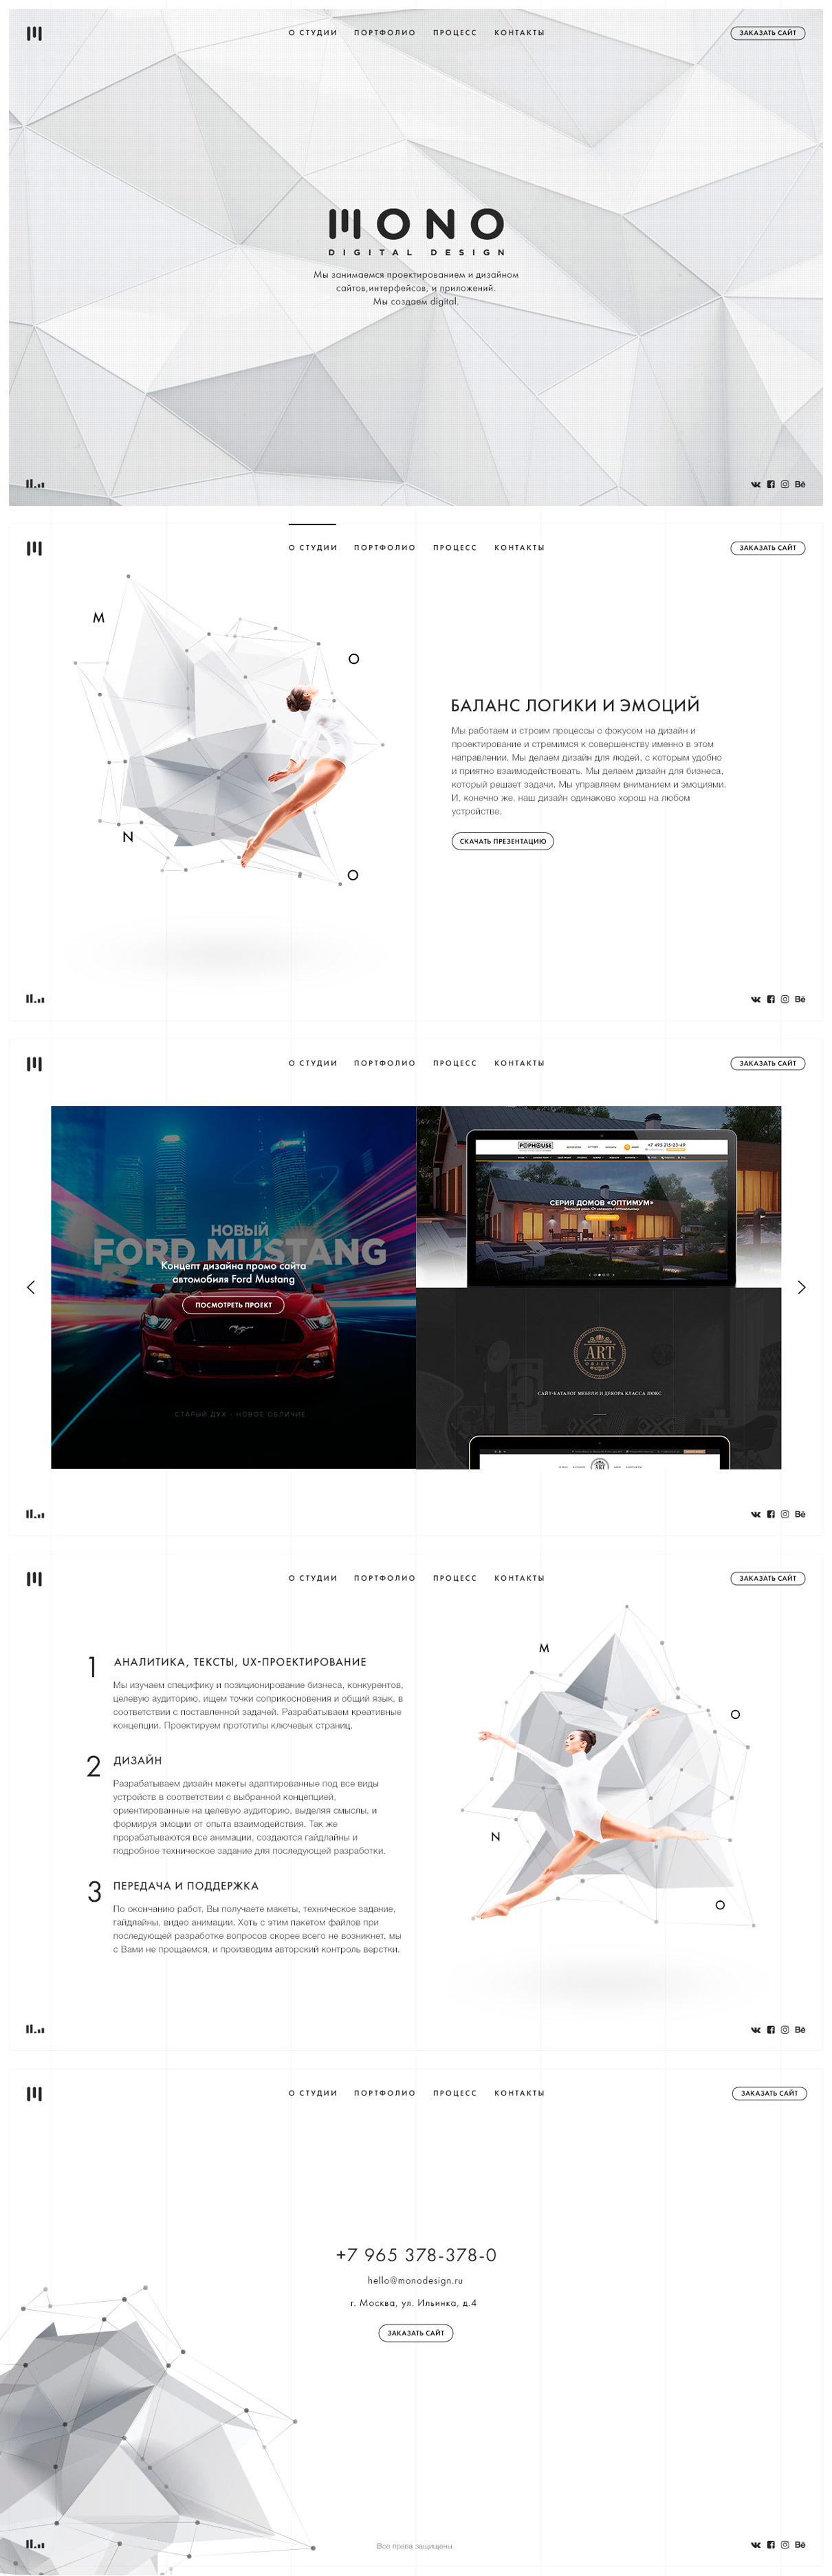 О СТУДИИ ПОРТФОЛИО ПРОЦЕСС КОНТАКТЫ ЗАКАЗАТЬ САЙТ
MONO
DIGITAL DESIGN
Мы занимаемся проектированием и дизайном
сайтов,интерфейсов, и приложений.
Мы создаем digital.
Bē
О СТУДИИ ПОРТФОЛИО ПРОЦЕСС КОНТАКТЫ ЗАКАЗАТЬ САЙТ
M
O
N
O
БАЛАНС ЛОГИКИ И ЭМОЦИЙ
Мы работаем и строим процессы с фокусом на дизайн и
проектирование и стремимся к совершенству именно в этом
направлении. Мы делаем дизайн для людей, с которым удобно
и приятно взаимодействовать. Мы делаем дизайн для бизнеса,
который решает задачи. Мы управляем вниманием и эмоциями.
И, конечно же, наш дизайн одинаково хорош на любом
устройстве.
СКАЧАТЬ ПРЕЗЕНТАЦИЮ
Bē
О СТУДИИ ПОРТФОЛИО ПРОЦЕСС КОНТАКТЫ ЗАКАЗАТЬ САЙТ
НОВЫЙ
FORD MUSTANG
Концепт дизайна промо сайта
автомобиля Ford Mustang
ПОСМОТРЕТЬ ПРОЕКТ
СТАРЫЙ ДУХ - НОВОЕ ОБЛИЧИЕ
POPHOUSE
+7 495 215-22-49
СЕРИЯ ДОМОВ «ОПТИМУМ»
ART
OBJECT
САЙТ-КАТАЛОГ МЕБЕЛИ И ДЕКОРА КЛАССА ЛЮКС
ART
Bē
О СТУДИИ ПОРТФОЛИО ПРОЦЕСС КОНТАКТЫ ЗАКАЗАТЬ САЙТ
1 АНАЛИТИКА, ТЕКСТЫ, UX-ПРОЕКТИРОВАНИЕ
Мы изучаем специфику и позиционирование бизнеса, конкурентов,
целевую аудиторию, ищем точки соприкосновения и общий язык, в
соответствии с поставленной задачей. Разрабатываем креативные
концепции. Проектируем прототипы ключевых страниц.
2 ДИЗАЙН
Разрабатываем дизайн макеты адаптированные под все виды
устройств в соответствии с выбранной концепцией,
ориентированные на целевую аудиторию, выделяя смыслы, и
формируя эмоции от опыта взаимодействия. Так же
прорабатываются все анимации, создаются гайдлайны и
подробное техническое задание для последующей разработки.
3 ПЕРЕДАЧА И ПОДДЕРЖКА
По окончанию работ, Вы получаете макеты, техническое задание,
гайдлайны, видео анимации. Хоть с этим пакетом файлов при
последующей разработке вопросов скорее всего не возникнет, мы
с Вами не прощаемся, и производим авторский контроль верстки.
M
O
N
O
Bē
О СТУДИИ ПОРТФОЛИО ПРОЦЕСС КОНТАКТЫ ЗАКАЗАТЬ САЙТ
+7 965 378-378-0
hello@monodesign.ru
г. Москва, ул. Ильинка, д.4
ЗАКАЗАТЬ САЙТ
Все права защищены.
Bē